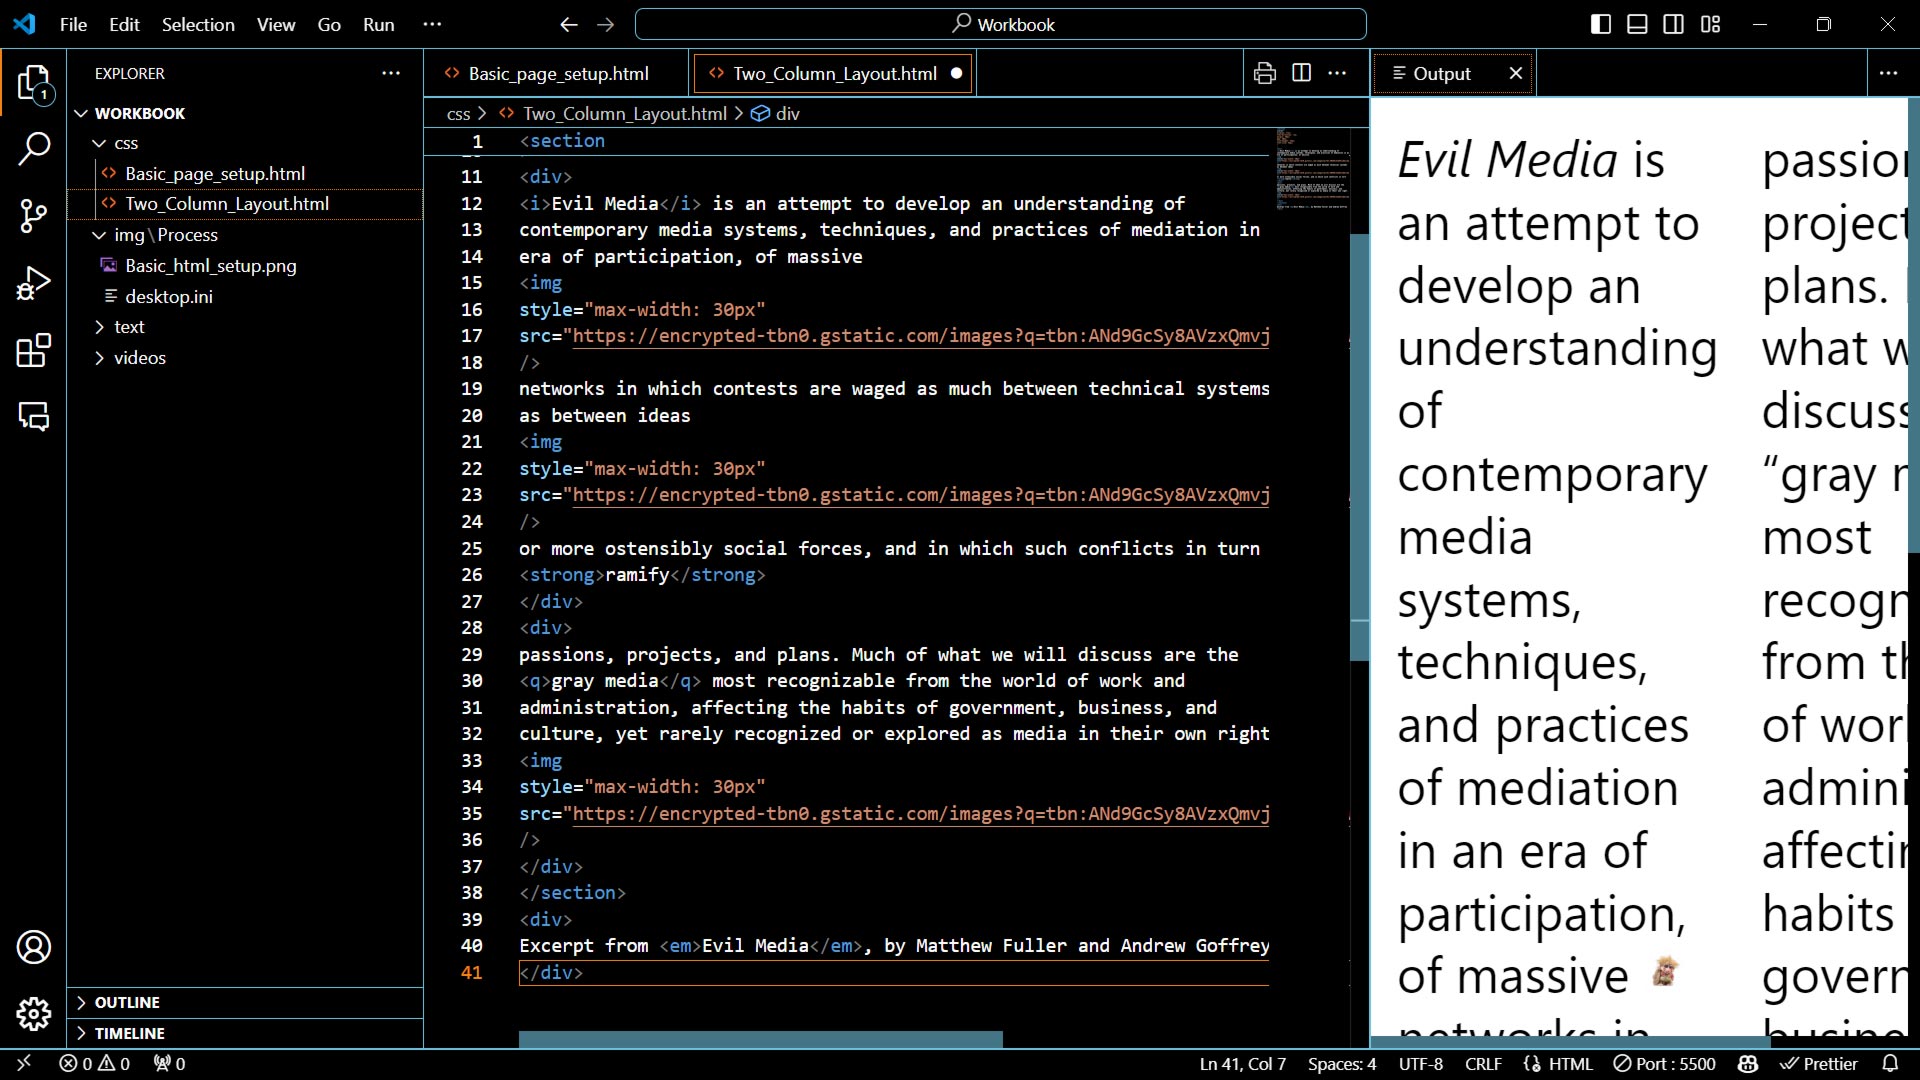 File Edit Selection View Go Run ···
Workbook
EXPLORER
WORKBOOK
css
Basic_page_setup.html
Two_Column_Layout.html
img\Process
Basic_html_setup.png
desktop.ini
text
videos
OUTLINE
TIMELINE
1
Basic_page_setup.html
Two_Column_Layout.html
css > Two_Column_Layout.html > div
1 <section
11 <div>
12 <i>Evil Media</i> is an attempt to develop an understanding of
13 contemporary media systems, techniques, and practices of mediation in
14 era of participation, of massive
15 <img
16 style="max-width: 30px"
17 src="https://encrypted-tbn0.gstatic.com/images?q=tbn:ANd9GcSy8AVzxQmvj
18 />
19 networks in which contests are waged as much between technical systems
20 as between ideas
21 <img
22 style="max-width: 30px"
23 src="https://encrypted-tbn0.gstatic.com/images?q=tbn:ANd9GcSy8AVzxQmvj
24 />
25 or more ostensibly social forces, and in which such conflicts in turn
26 <strong>ramify</strong>
27 </div>
28 <div>
29 passions, projects, and plans. Much of what we will discuss are the
30 <q>gray media</q> most recognizable from the world of work and
31 administration, affecting the habits of government, business, and
32 culture, yet rarely recognized or explored as media in their own right
33 <img
34 style="max-width: 30px"
35 src="https://encrypted-tbn0.gstatic.com/images?q=tbn:ANd9GcSy8AVzxQmvj
36 />
37 </div>
38 </section>
39 <div>
40 Excerpt from <em>Evil Media</em>, by Matthew Fuller and Andrew Goffrey
41 </div>
Output
Evil Media is
an attempt to
develop an
understanding
of
contemporary
media
systems,
techniques,
and practices
of mediation
in an era of
participation,
of massive
networks in
passion
project
plans.
what w
discuss
“gray
most
recogn
from th
of wor
admini
affectin
habits
govern
busine
0 0 0
Ln 41, Col 7 Spaces: 4 UTF-8 CRLF HTML Port : 5500 Prettier